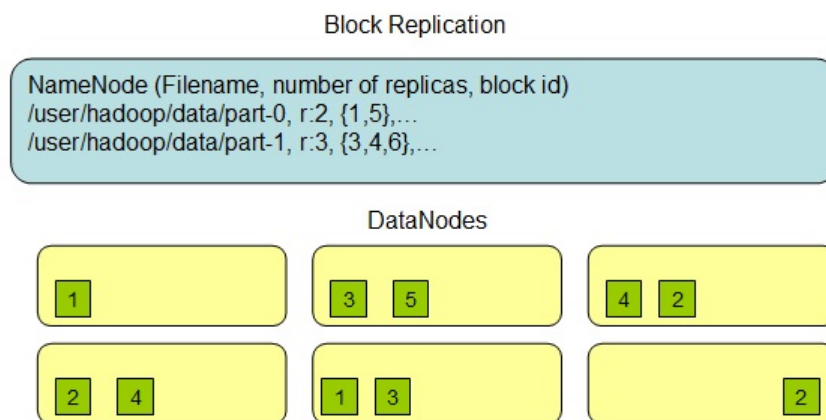 Block Replication
NameNode (Filename, number of replicas, block id)
/user/hadoop/data/part-0, r:2, {1,5},...
/user/hadoop/data/part-1, r:3, {3,4,6},...
DataNodes
1
3 5
4 2
2 4
1 3
2